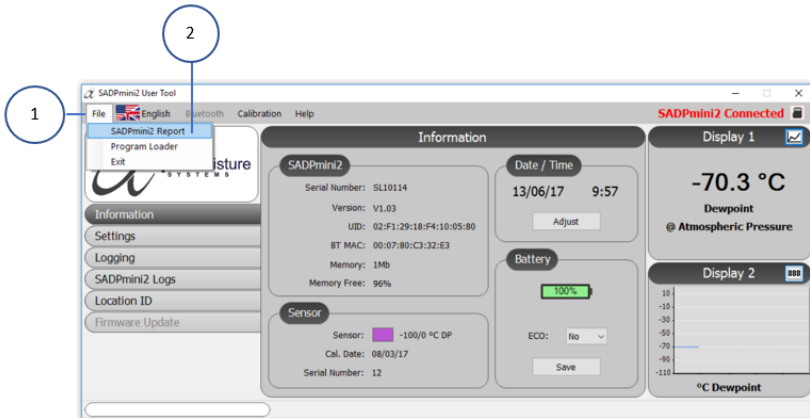 2
1
SADPmini2 User Tool
File English Bluetooth Calibration Help SADPmini2 Connected
SADPmini2 Report
Program Loader
Exit
SYSTEMS
Information
Settings
Logging
SADPmini2 Logs
Location ID
Firmware Update
Information
SADPmini2
Serial Number: SL10114
Version: V1.03
UID: 02:F1:29:18:F4:10:05:80
BT MAC: 00:07:80:C3:32:E3
Memory: 1Mb
Memory Free: 96%
Sensor
Sensor: -100/0 °C DP
Cal. Date: 08/03/17
Serial Number: 12
Date / Time
13/06/17 9:57
Adjust
Battery
100%
ECO: No
Save
Display 1
-70.3 °C
Dewpoint
@ Atmospheric Pressure
Display 2
888
10
-10
-30
-50
-70
-90
-110
°C Dewpoint